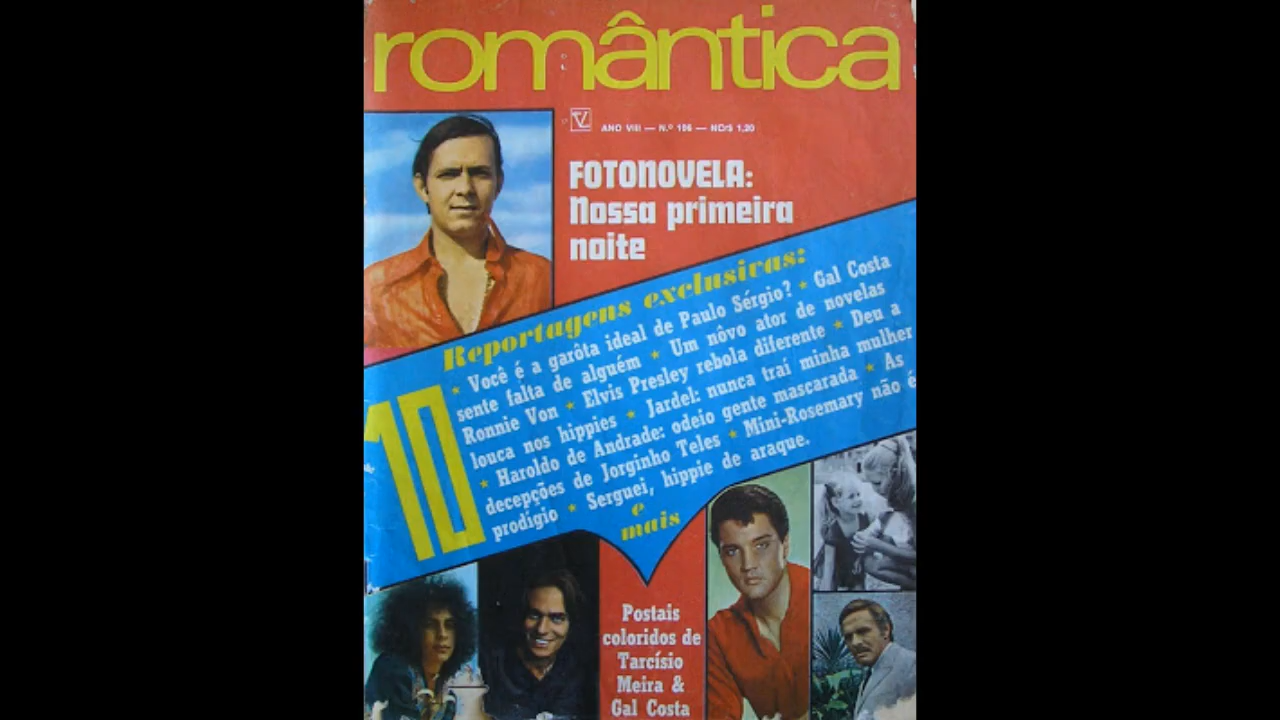 romântica
ANO VIII — N.º 106 — NCr$ 1,20
FOTONOVELA:
Nossa primeira
noite
Reportagens exclusivas:
10
★ Você é a garôta ideal de Paulo Sérgio? ★ Gal Costa
sente falta de alguém ★ Um nôvo ator de novelas
Ronnie Von ★ Elvis Presley rebola diferente ★ Deu a
louca nos hippies ★ Jardel: nunca traí minha mulher
★ Haroldo de Andrade: odeio gente mascarada ★ As
decepções de Jorginho Teles ★ Mini-Rosemary não é
prodígio ★ Serguei, hippie de araque.
e
mais
Postais
coloridos de
Tarcísio
Meira &
Gal Costa